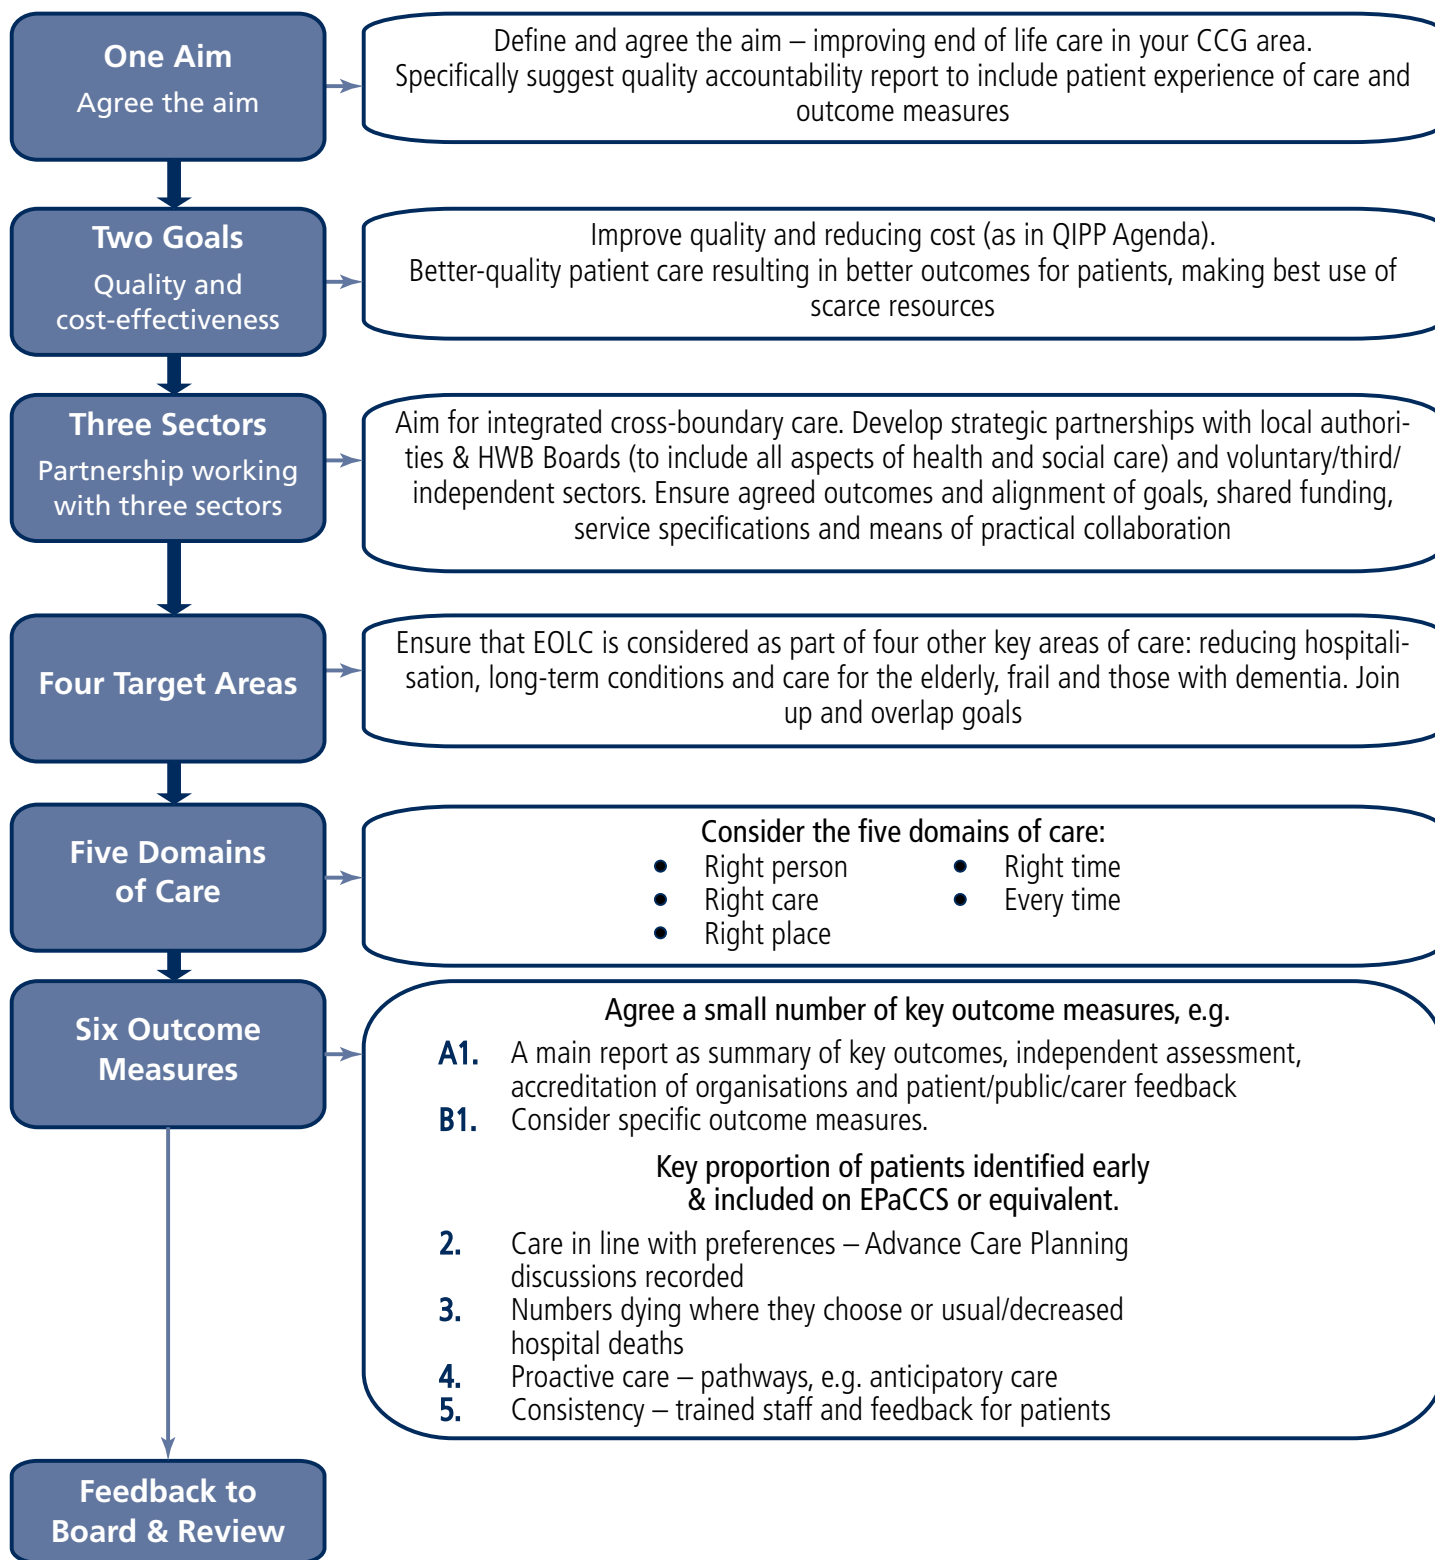 One Aim
Agree the aim
Define and agree the aim – improving end of life care in your CCG area.
Specifically suggest quality accountability report to include patient experience of care and
outcome measures
Two Goals
Quality and
cost-effectiveness
Improve quality and reducing cost (as in QIPP Agenda).
Better-quality patient care resulting in better outcomes for patients, making best use of
scarce resources
Three Sectors
Partnership working
with three sectors
Aim for integrated cross-boundary care. Develop strategic partnerships with local authori-
ties & HWB Boards (to include all aspects of health and social care) and voluntary/third/
independent sectors. Ensure agreed outcomes and alignment of goals, shared funding,
service specifications and means of practical collaboration
Four Target Areas
Ensure that EOLC is considered as part of four other key areas of care: reducing hospitali-
sation, long-term conditions and care for the elderly, frail and those with dementia. Join
up and overlap goals
Five Domains
of Care
Consider the five domains of care:
• Right person
• Right care
• Right place
• Right time
• Every time
Six Outcome
Measures
Agree a small number of key outcome measures, e.g.
A1. A main report as summary of key outcomes, independent assessment,
accreditation of organisations and patient/public/carer feedback
B1. Consider specific outcome measures.
Key proportion of patients identified early
& included on EPaCCS or equivalent.
2. Care in line with preferences – Advance Care Planning
discussions recorded
3. Numbers dying where they choose or usual/decreased
hospital deaths
4. Proactive care – pathways, e.g. anticipatory care
5. Consistency – trained staff and feedback for patients
Feedback to
Board & Review